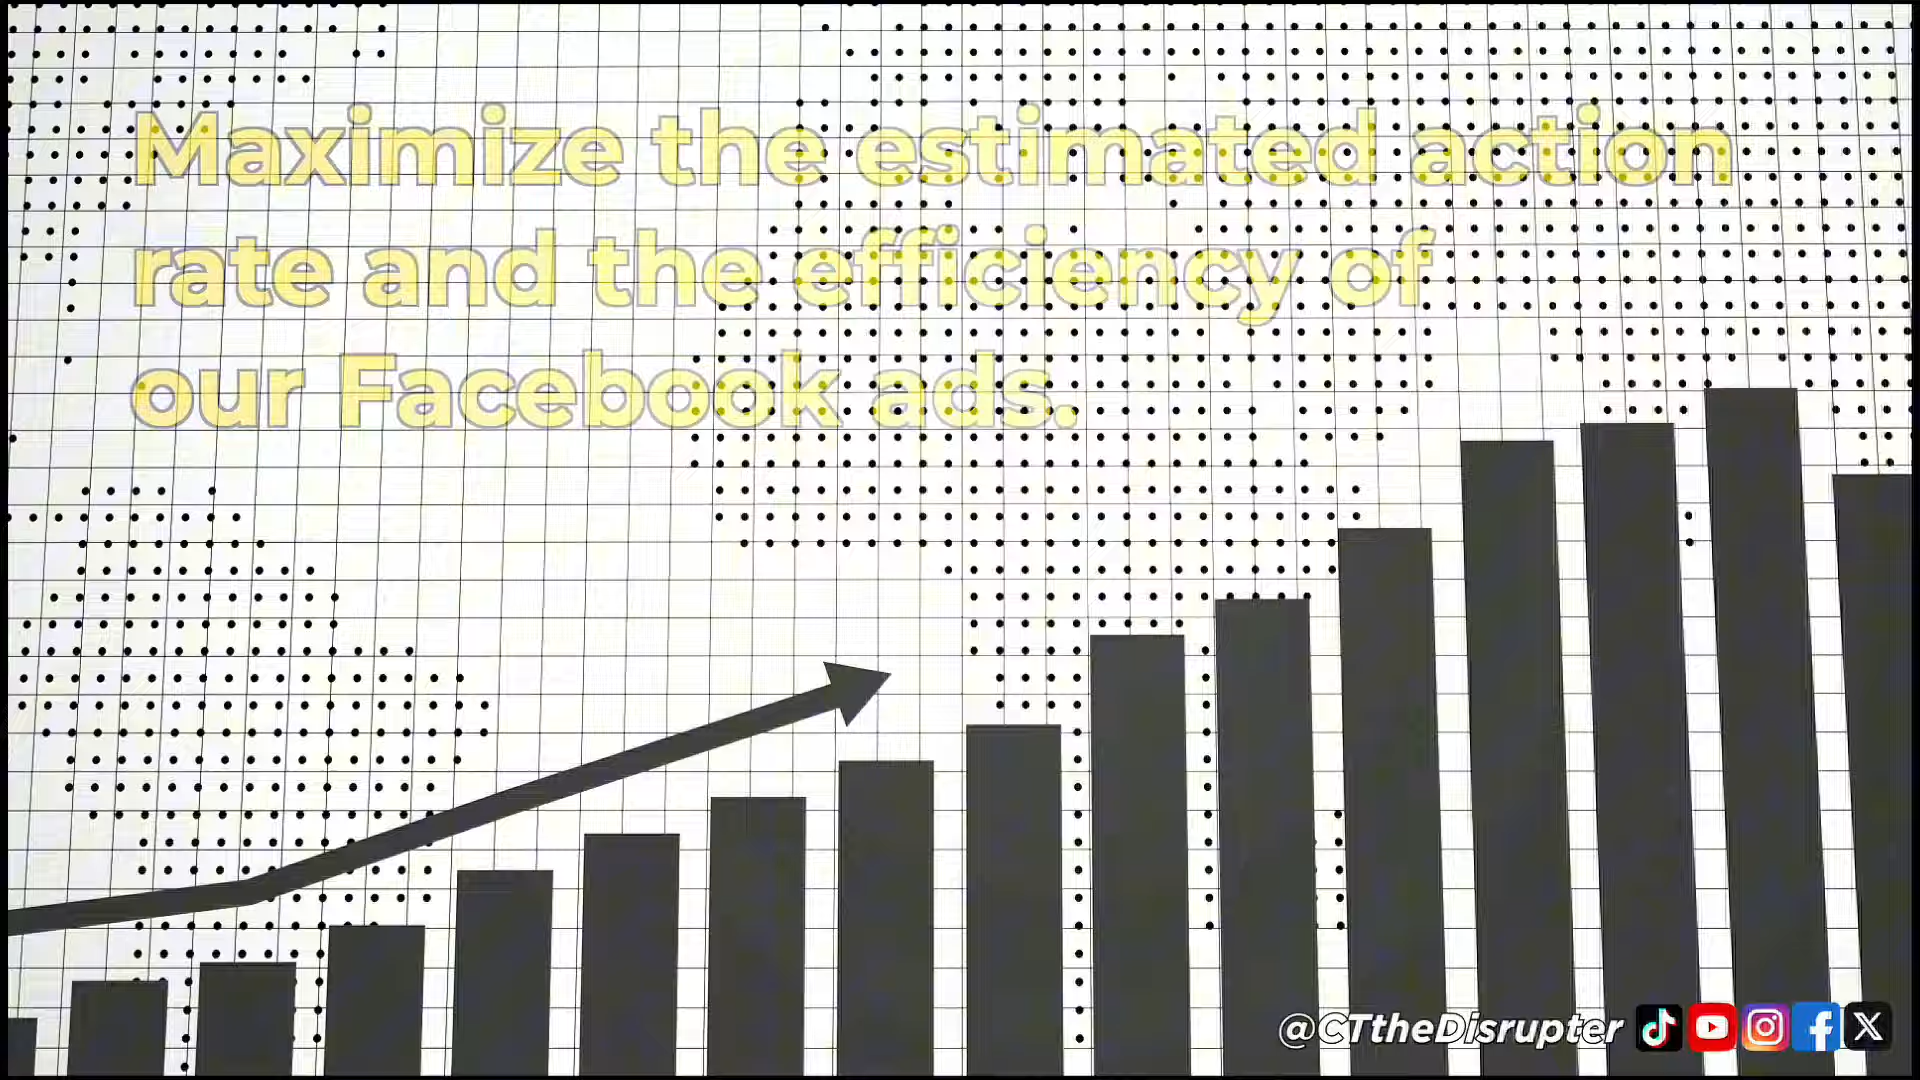 Maximize the estimated action
rate and the efficiency of
our Facebook ads.
@CTtheDisrupter